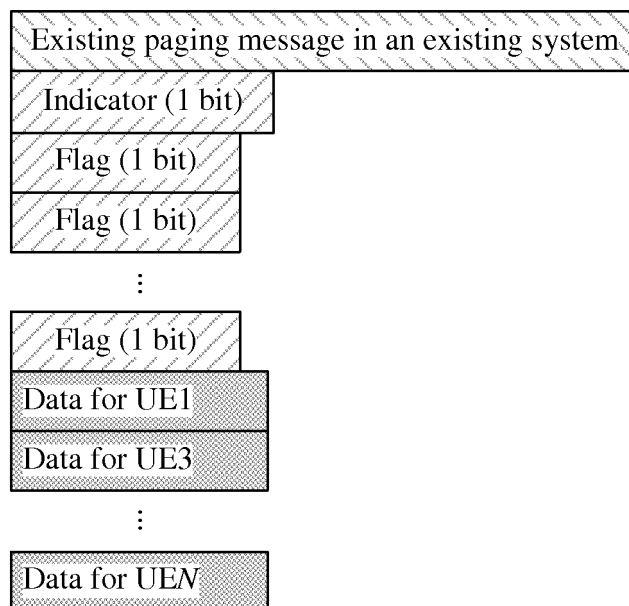 Existing paging message in an existing system
Indicator (1 bit)
Flag (1 bit)
Flag (1 bit)
⋮
Flag (1 bit)
Data for UE1
Data for UE3
⋮
Data for UEN